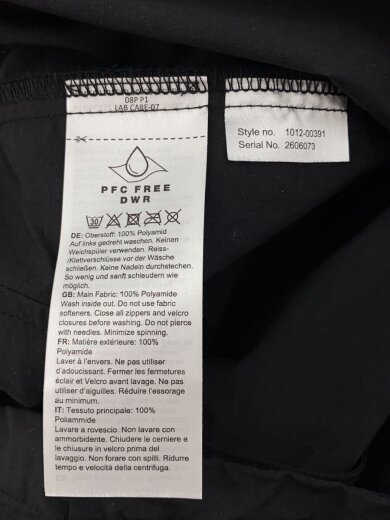 08P P1
LAB CARE-07
Style no. 1012-00391
Serial No. 2606073
PFC FREE
DWR
30
DE: Oberstoff: 100% Polyamid
Auf links gedreht waschen. Keinen
Weichspüler verwenden. Reiss-
/Klettverschlüsse vor der Wäsche
schließen. Keine Nadeln durchstechen.
So wenig und sanft schleudern wie
möglich.
GB: Main Fabric: 100% Polyamide
Wash inside out. Do not use fabric
softeners. Close all zippers and velcro
closures before washing. Do not pierce
with needles. Minimize spinning.
FR: Matière extérieure: 100%
Polyamide
Laver à l'envers. Ne pas utiliser
d'adoucissant. Fermer les fermetures
éclair et Velcro avant lavage. Ne pas
utiliser d'aiguilles. Réduire l'essorage
au minimum.
IT: Tessuto principale: 100%
Poliammide
Lavare a rovescio. Non lavare con
ammorbidente. Chiudere le cerniere e
le chiusure in velcro prima del
lavaggio. Non forare con spilli. Ridurre
tempo e velocità della centrifuga.